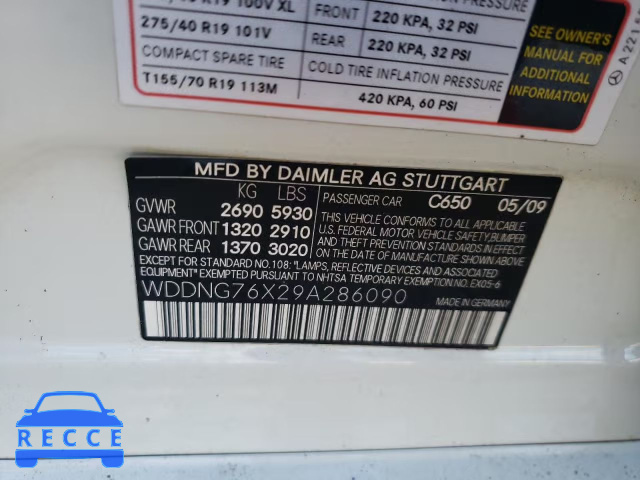 R19 100V XL
275/40 R19 101V
COMPACT SPARE TIRE
T155/70 R19 113M
PRESSURE
FRONT 220 KPA, 32 PSI
REAR 220 KPA, 32 PSI
COLD TIRE INFLATION PRESSURE
420 KPA, 60 PSI
SEE OWNER'S
MANUAL FOR
ADDITIONAL
INFORMATION
MFD BY DAIMLER AG STUTTGART
KG LBS
PASSENGER CAR C650 05/09
GVWR 2690 5930
GAWR FRONT 1320 2910
GAWR REAR 1370 3020
THIS VEHICLE CONFORMS TO ALL APPLICABLE
U.S. FEDERAL MOTOR VEHICLE SAFETY, BUMPER
AND THEFT PREVENTION STANDARDS IN EFFECT
ON THE DATE OF MANUFACTURE SHOWN ABOVE
EXCEPT FOR STANDARD NO. 108; "LAMPS, REFLECTIVE DEVICES AND ASSOCIATED
EQUIPMENT" EXEMPTED PURSUANT TO NHTSA TEMPORARY EXEMPTION NO. EX05-6
WDDNG76X29A286090
MADE IN GERMANY
RECCE